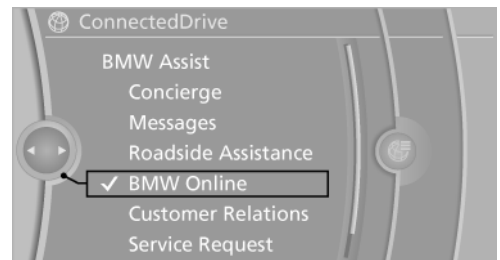 ConnectedDrive
BMW Assist
Concierge
Messages
Roadside Assistance
BMW Online
Customer Relations
Service Request